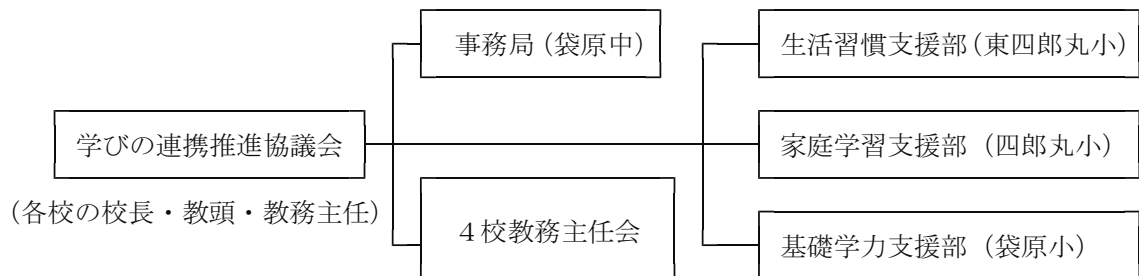 事務局（袋原中）
生活習慣支援部（東四郎丸小）
学びの連携推進協議会
家庭学習支援部（四郎丸小）
（各校の校長・教頭・教務主任）
４校教務主任会
基礎学力支援部（袋原小）